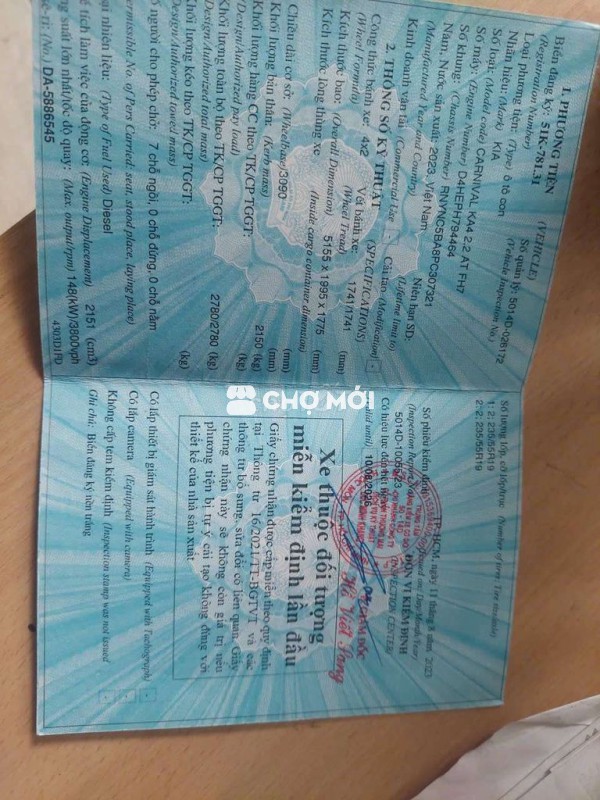 1. PHƯƠNG TIỆN (VEHICLE)
Biển đăng ký: 51K-781.31 Số quản lý: 5014D-026172
(Registration Number) (Vehicle Inspection No.)
Loại phương tiện: (Type) ô tô con
Nhãn hiệu: (Mark) KIA
Số loại: (Model code) CARNIVAL KA4 2.2 AT FH7
Số máy: (Engine Number) D4HEPH794464
Số khung: (Chassis Number) RNYNC5BA8PC307321
Năm, Nước sản xuất: 2023, Việt Nam Niên hạn SD:
(Manufactured Year and Country) (Lifetime limit to)
Kinh doanh vận tải (Commercial Use) Cải tạo (Modification)
2. THÔNG SỐ KỸ THUẬT (SPECIFICATIONS)
Công thức bánh xe: 4x2 Vết bánh xe: 1741/1741 (mm)
(Wheel Formula) (Wheel Tread)
Kích thước bao: (Overall Dimension) 5155 x 1995 x 1775 (mm)
Kích thước lòng thùng xe (mm)
(Inside cargo container dimension)
Chiều dài cơ sở: (Wheelbase) 3090 (mm)
Khối lượng bản thân: (Kerb mass) 2150 (kg)
Khối lượng hàng CC theo TK/CP TGGT: (kg)
(Design/Authorized pay load)
Khối lượng toàn bộ theo TK/CP TGGT: 2780/2780 (kg)
Design/Authorized total mass)
hối lượng kéo theo TK/CP TGGT: (kg)
Design/Authorized towed mass)
ố người cho phép chở: 7 chỗ ngồi, 0 chỗ đứng, 0 chỗ nằm
ermissible No. of Pers Carried: seat, stood place, laying place)
ại nhiên liệu: (Type of Fuel Used) Diesel
ể tích làm việc của động cơ: (Engine Displacement) 2151 (cm3)
ng suất lớn nhất/tốc độ quay: (Max. output/rpm) 148(kW)/3800vph
ê-ri: (No.) DA-5886545
Số lượng lốp, cỡ lốp/trục (Number of tires; Tire size/axle)
1: 2; 235/55R19
2: 2; 235/55R19
TP.HCM, ngày 11 tháng 8 năm 2023
Số phiếu kiểm định
(Inspection Report
ĐƠN VỊ KIỂM ĐỊNH
(INSPECTION CENTER)
Có hiệu lực đến hết ngày
10/08/2026
GIÁM ĐỐC
Hà Viết Song
Xe thuộc đối tượng
miễn kiểm định lần đầu
Giấy chứng nhận được cấp miễn theo quy định
tại Thông tư 16/2021/TT-BGTVT và các
thông tư bổ sung, sửa đổi có liên quan. Giấy
chứng nhận này sẽ không còn giá trị nếu
phương tiện bị tự ý cải tạo không đúng với
thiết kế của nhà sản xuất
Có lắp thiết bị giám sát hành trình (Equipped with Tachograph)
Có lắp camera (Equipped with camera)
Không cấp tem kiểm định (Inspection stamp was not issued)
Ghi chú: Biển đăng ký nền trắng
CHỢ MỚI